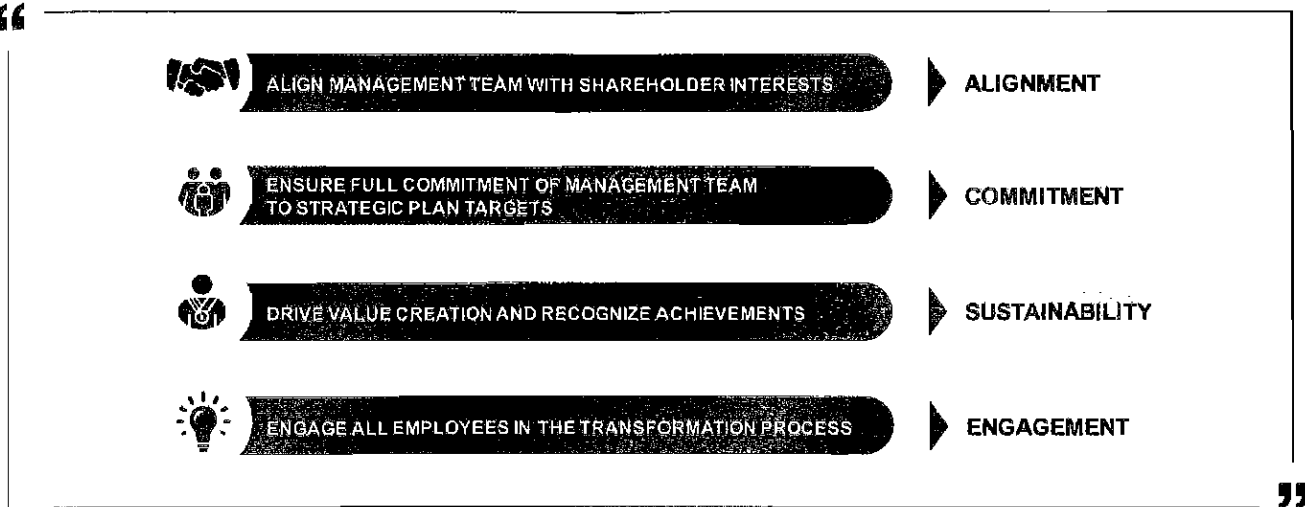 “
ALIGN MANAGEMENT TEAM WITH SHAREHOLDER INTERESTS
ALIGNMENT
ENSURE FULL COMMITMENT OF MANAGEMENT TEAM
TO STRATEGIC PLAN TARGETS
COMMITMENT
DRIVE VALUE CREATION AND RECOGNIZE ACHIEVEMENTS
SUSTAINABILITY
ENGAGE ALL EMPLOYEES IN THE TRANSFORMATION PROCESS
ENGAGEMENT
”